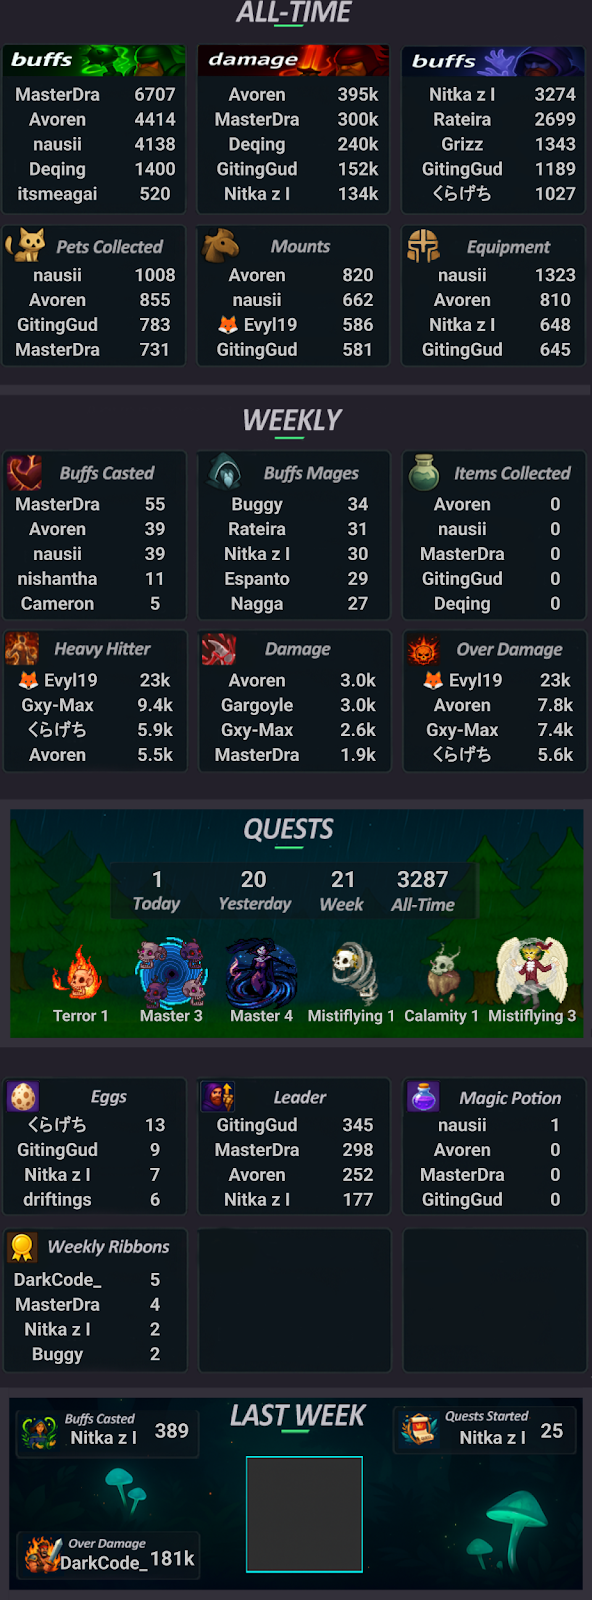 ALL-TIME
buffs damage buffs
MasterDra 6707 Avoren 395k Nitka z I 3274
Avoren 4414 MasterDra 300k Rateira 2699
nausii 4138 Deqing 240k Grizz 1343
Deqing 1400 GitingGud 152k GitingGud 1189
itsmeagai 520 Nitka z I 134k くらげち 1027
Pets Collected Mounts Equipment
nausii 1008 Avoren 820 nausii 1323
Avoren 855 nausii 662 Avoren 810
GitingGud 783 🦊 Evyl19 586 Nitka z I 648
MasterDra 731 GitingGud 581 GitingGud 645
WEEKLY
Buffs Casted Buffs Mages Items Collected
MasterDra 55 Buggy 34 Avoren 0
Avoren 39 Rateira 31 nausii 0
nausii 39 Nitka z I 30 MasterDra 0
nishantha 11 Espanto 29 GitingGud 0
Cameron 5 Nagga 27 Deqing 0
Heavy Hitter Damage Over Damage
🦊 Evyl19 23k Avoren 3.0k 🦊 Evyl19 23k
Gxy-Max 9.4k Gargoyle 3.0k Avoren 7.8k
くらげち 5.9k Gxy-Max 2.6k Gxy-Max 7.4k
Avoren 5.5k MasterDra 1.9k くらげち 5.6k
QUESTS
1 20 21 3287
Today Yesterday Week All-Time
Terror 1 Master 3 Master 4 Mistiflying 1 Calamity 1 Mistiflying 3
Eggs Leader Magic Potion
くらげち 13 GitingGud 345 nausii 1
GitingGud 9 MasterDra 298 Avoren 0
Nitka z I 7 Avoren 252 MasterDra 0
driftings 6 Nitka z I 177 GitingGud 0
Weekly Ribbons
DarkCode_ 5
MasterDra 4
Nitka z I 2
Buggy 2
LAST WEEK
Buffs Casted
Nitka z I 389
Quests Started
Nitka z I 25
Over Damage
DarkCode_ 181k